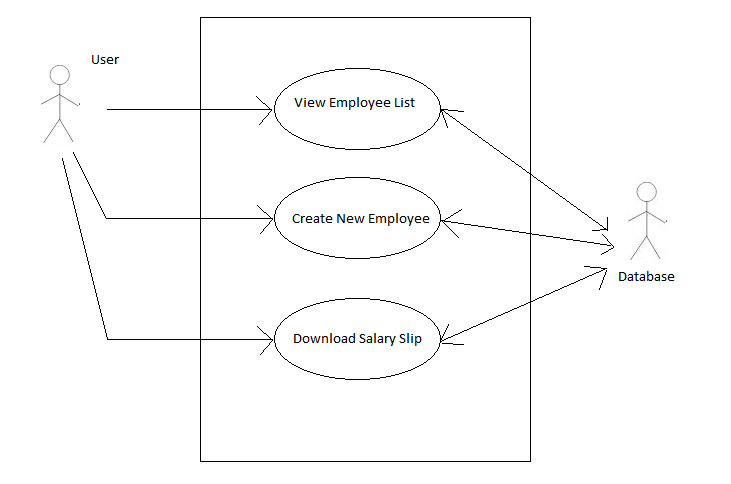 User
View Employee List
Create New Employee
Database
Download Salary Slip